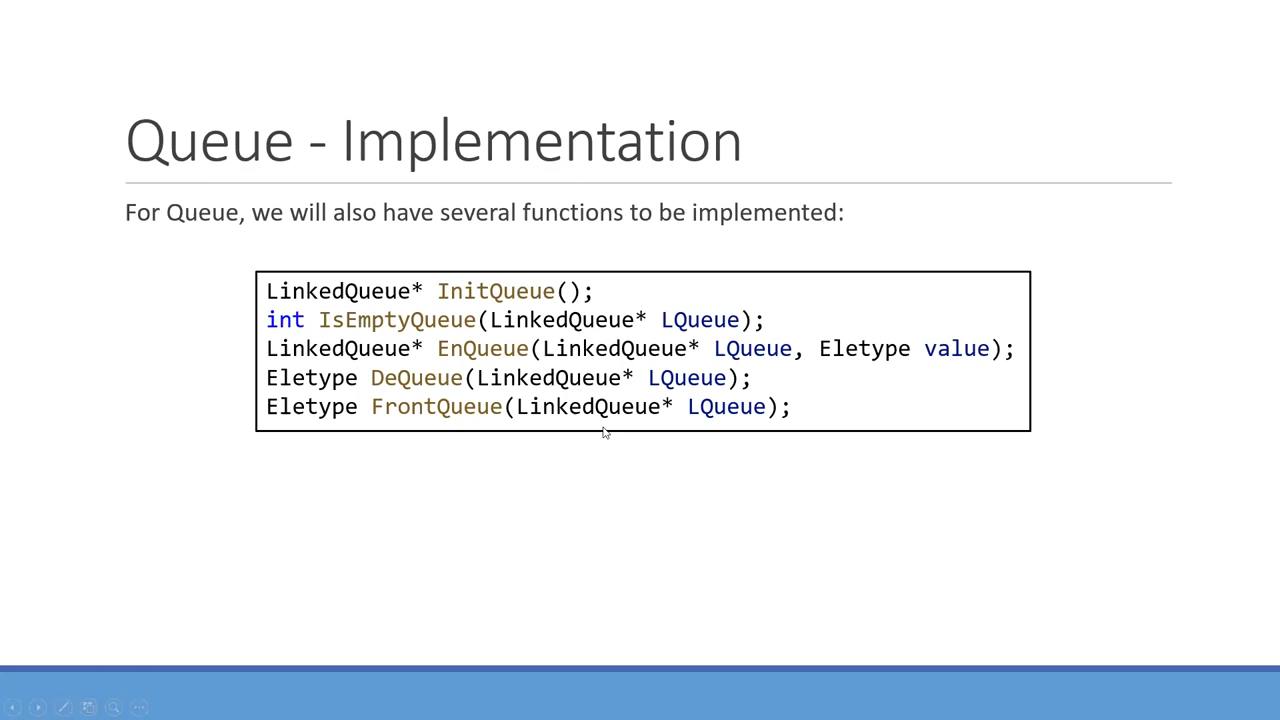 Queue - Implementation
For Queue, we will also have several functions to be implemented:
LinkedQueue* InitQueue();
int IsEmptyQueue(LinkedQueue* LQueue);
LinkedQueue* EnQueue(LinkedQueue* LQueue, Eletype value);
Eletype DeQueue(LinkedQueue* LQueue);
Eletype FrontQueue(LinkedQueue* LQueue);